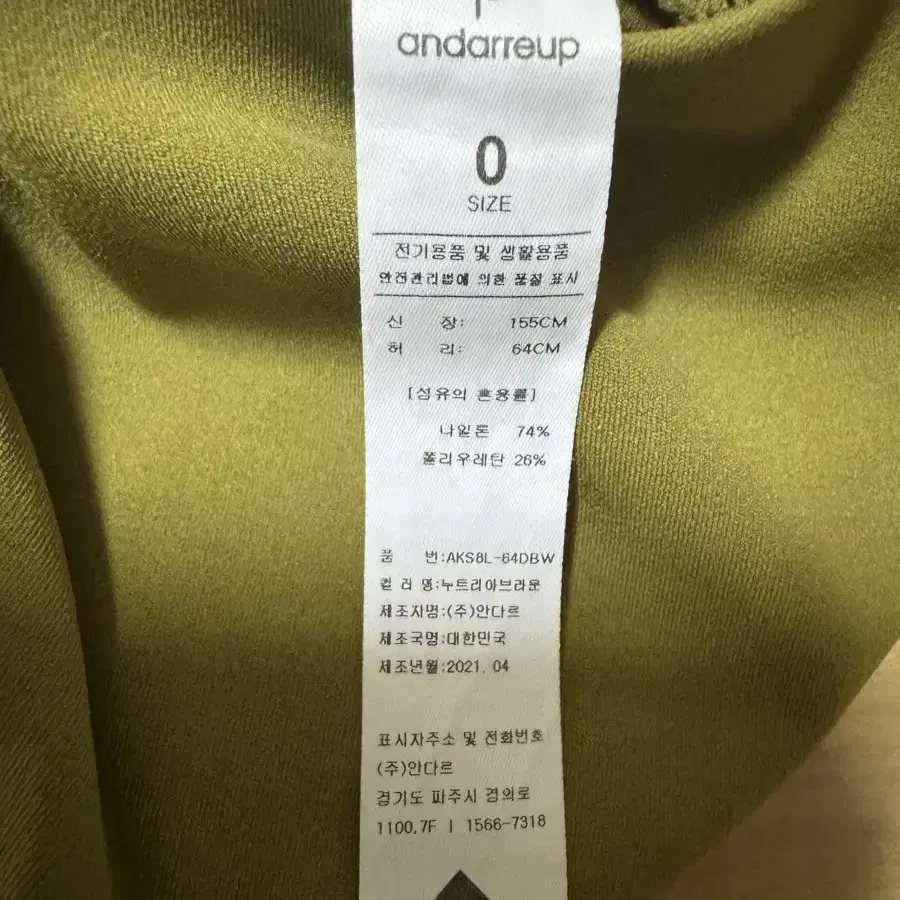 andarreup
0
SIZE
전기용품 및 생활용품
안전관리법에 의한 품질 표시
신 장: 155CM
허 리: 64CM
[섬유의 혼용률]
나일론 74%
폴리우레탄 26%
품 번:AKS8L-64DBW
컬 러 명:누트리아브라운
제조자명:(주)안다르
제조국명:대한민국
제조년월:2021. 04
표시자주소 및 전화번호
(주)안다르
경기도 파주시 경의로
1100,7F | 1566-7318